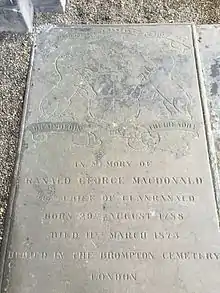 IN MEMORY OF
RANALD GEORGE MACDONALD
CHIEF OF CLANRANALD
BORN 29TH AUGUST 1788
DIED 11TH MARCH 1873
BURIED IN THE BROMPTON CEMETERY
LONDON